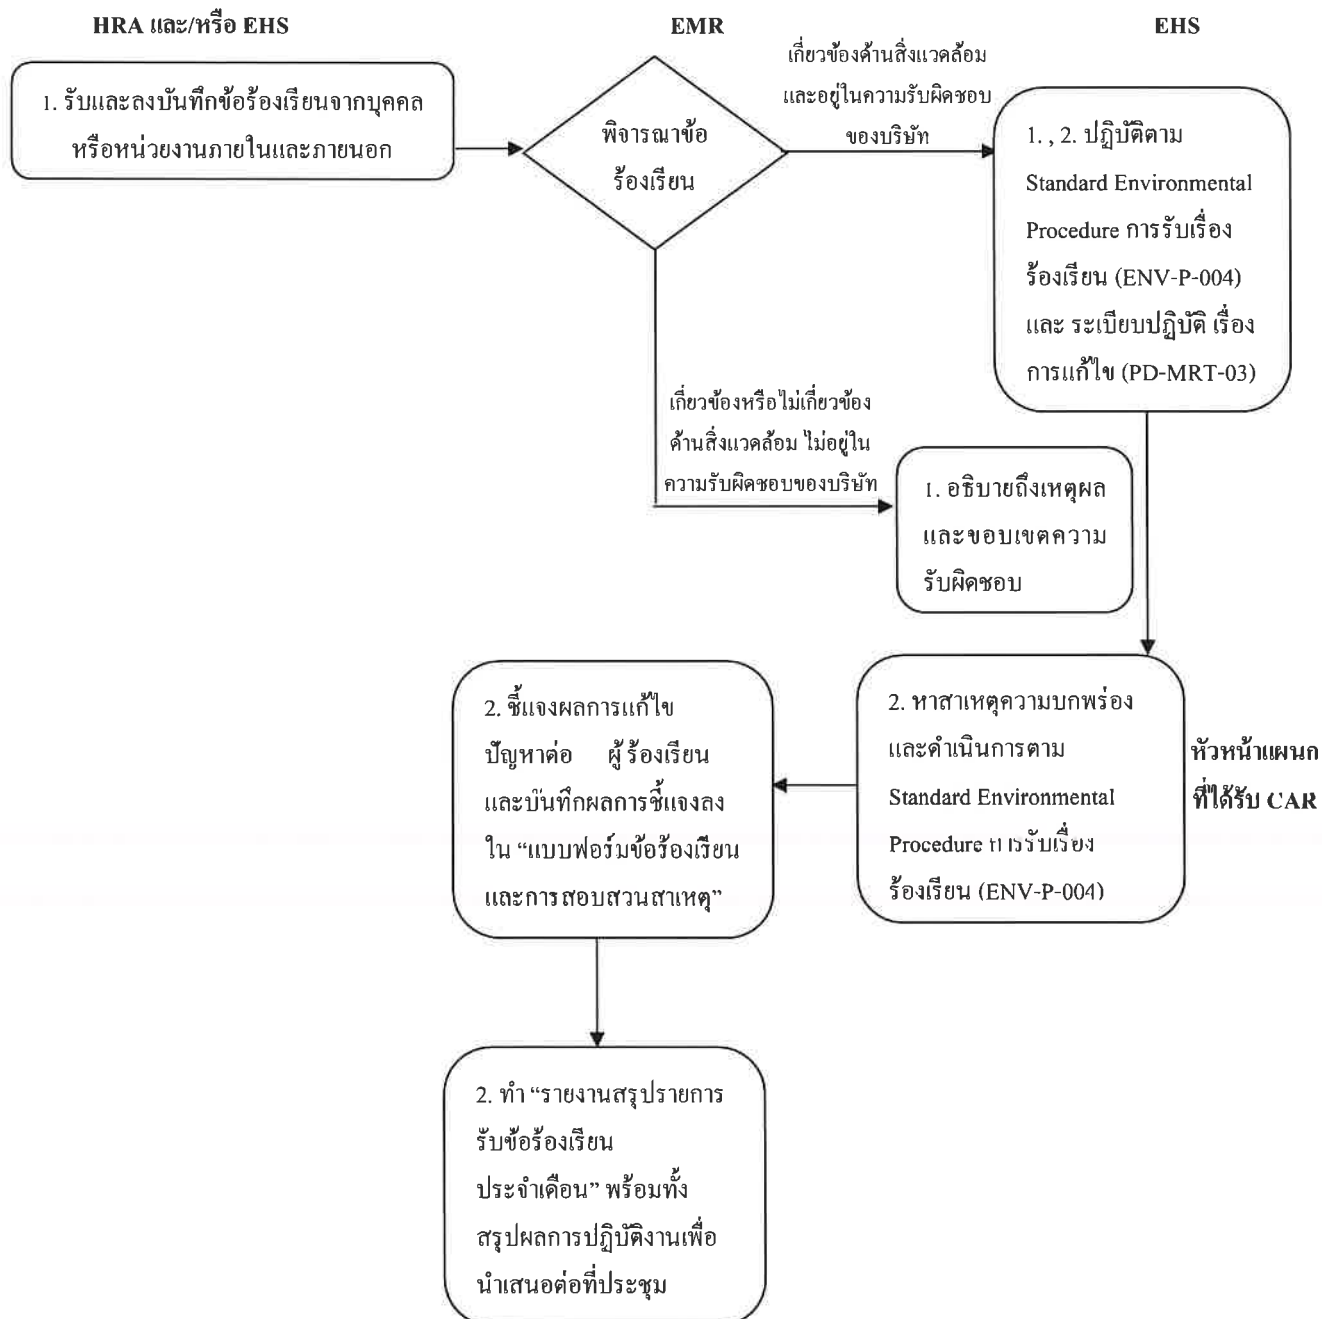 HRA และ/หรือ EHS
EMR
EHS
1. รับและลงบันทึกข้อร้องเรียนจากบุคคล
หรือหน่วยงานภายในและภายนอก
พิจารณาข้อ
ร้องเรียน
เกี่ยวข้องด้านสิ่งแวดล้อม
และอยู่ในความรับผิดชอบ
ของบริษัท
1. , 2. ปฏิบัติตาม
Standard Environmental
Procedure การรับเรื่อง
ร้องเรียน (ENV-P-004)
และ ระเบียบปฏิบัติ เรื่อง
การแก้ไข (PD-MRT-03)
เกี่ยวข้องหรือไม่เกี่ยวข้อง
ด้านสิ่งแวดล้อม ไม่อยู่ใน
ความรับผิดชอบของบริษัท
1. อธิบายถึงเหตุผล
และขอบเขตความ
รับผิดชอบ
2. หาสาเหตุความบกพร่อง
และดำเนินการตาม
Standard Environmental
Procedure การรับเรื่อง
ร้องเรียน (ENV-P-004)
หัวหน้าแผนก
ที่ได้รับ CAR
2. ชี้แจงผลการแก้ไข
ปัญหาต่อ ผู้ร้องเรียน
และบันทึกผลการชี้แจงลง
ใน “แบบฟอร์มข้อร้องเรียน
และการสอบสวนสาเหตุ”
2. ทำ “รายงานสรุปรายการ
รับข้อร้องเรียน
ประจำเดือน” พร้อมทั้ง
สรุปผลการปฏิบัติงานเพื่อ
นำเสนอต่อที่ประชุม